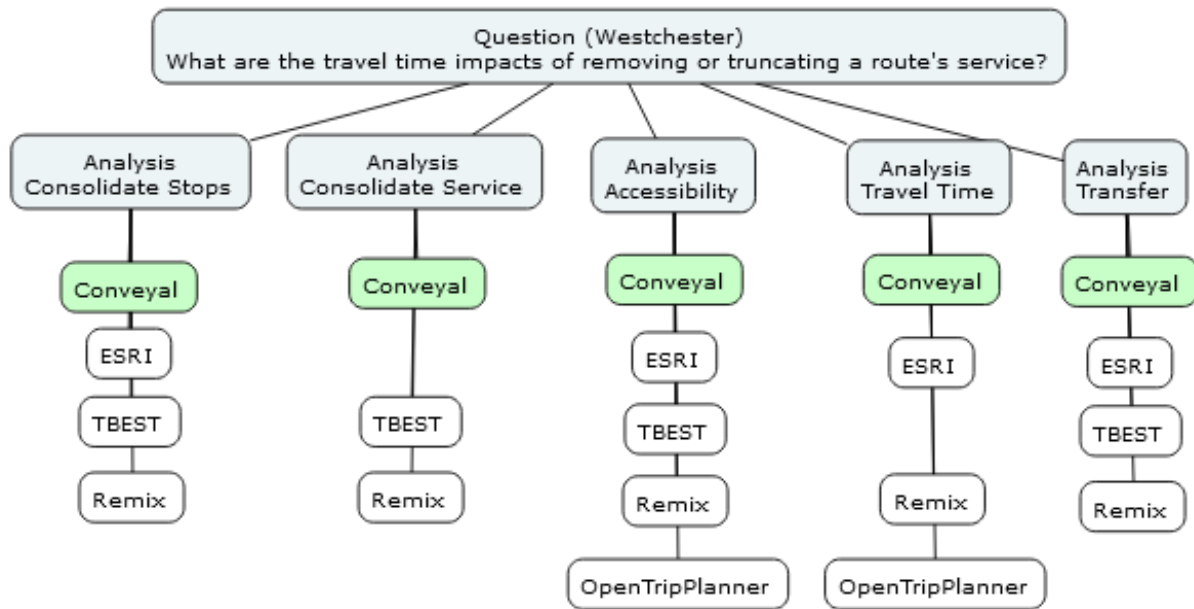 Question (Westchester)
What are the travel time impacts of removing or truncating a route's service?
Analysis
Consolidate Stops
Conveyal
ESRI
TBEST
Remix
Analysis
Consolidate Service
Conveyal
TBEST
Remix
Analysis
Accessibility
Conveyal
ESRI
TBEST
Remix
OpenTripPlanner
Analysis
Travel Time
Conveyal
ESRI
Remix
OpenTripPlanner
Analysis
Transfer
Conveyal
ESRI
TBEST
Remix